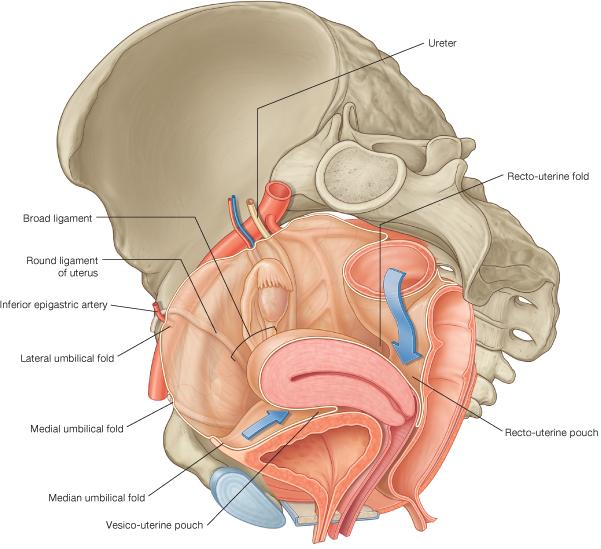 Ureter
Recto-uterine fold
Broad ligament
Round ligament
of uterus
Inferior epigastric artery
Lateral umbilical fold
Medial umbilical fold
Recto-uterine pouch
Median umbilical fold
Vesico-uterine pouch